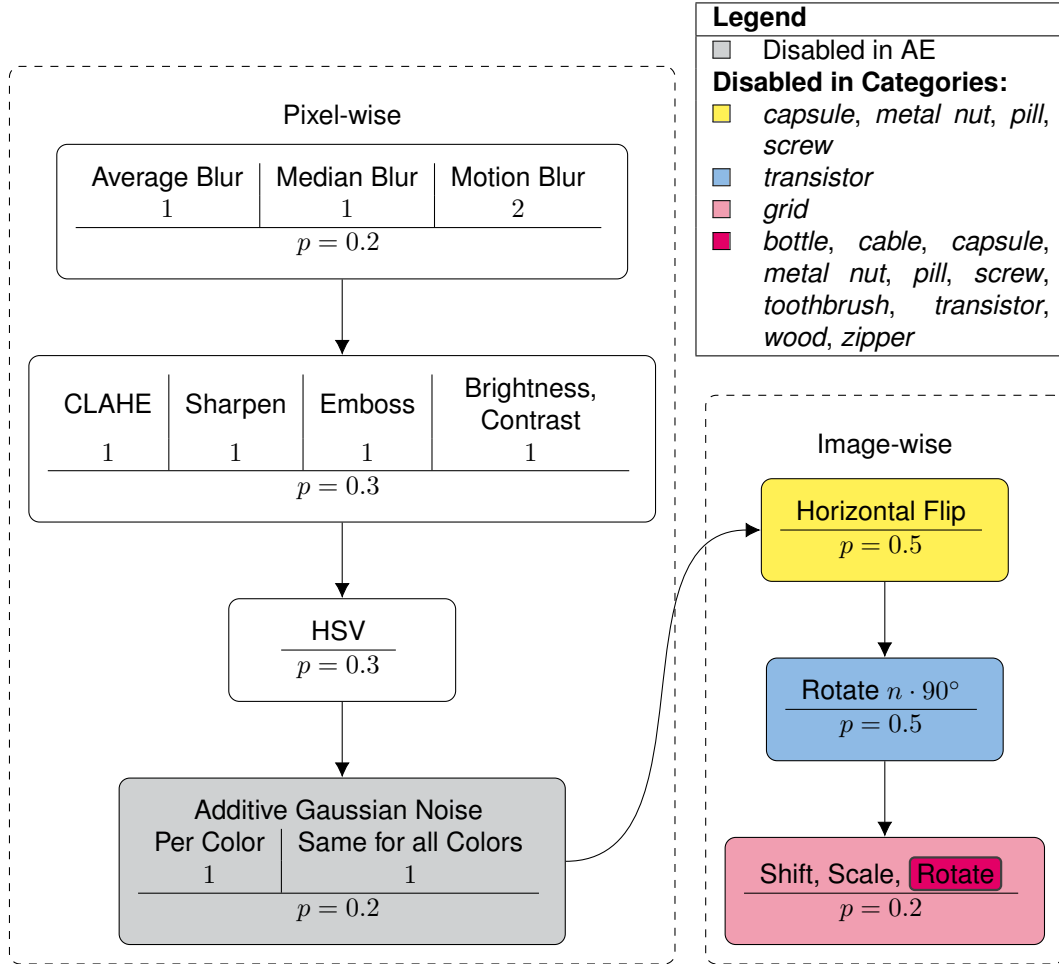 Legend
Disabled in AE
Disabled in Categories:
capsule, metal nut, pill,
screw
transistor
grid
bottle, cable, capsule,
metal nut, pill, screw,
toothbrush, transistor,
wood, zipper
Pixel-wise
Average Blur Median Blur Motion Blur
1 1 2
p = 0.2
CLAHE Sharpen Emboss Brightness,
Contrast
1 1 1 1
p = 0.3
HSV
p = 0.3
Additive Gaussian Noise
Per Color Same for all Colors
1 1
p = 0.2
Image-wise
Horizontal Flip
p = 0.5
Rotate n · 90°
p = 0.5
Shift, Scale, Rotate
p = 0.2